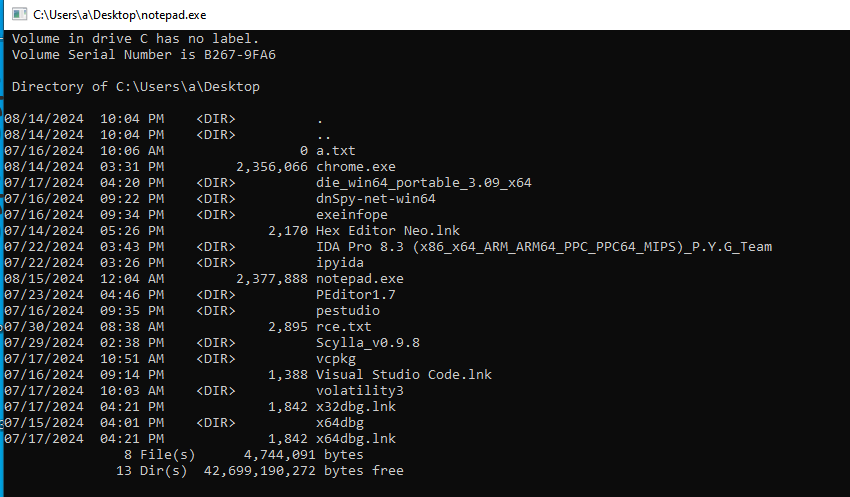 C:\Users\a\Desktop\notepad.exe
Volume in drive C has no label.
Volume Serial Number is B267-9FA6
Directory of C:\Users\a\Desktop
08/14/2024  10:04 PM    <DIR>          .
08/14/2024  10:04 PM    <DIR>          ..
07/16/2024  10:06 AM                 0 a.txt
08/14/2024  03:31 PM         2,356,066 chrome.exe
07/17/2024  04:20 PM    <DIR>          die_win64_portable_3.09_x64
07/16/2024  09:22 PM    <DIR>          dnSpy-net-win64
07/16/2024  09:34 PM    <DIR>          exeinfope
07/14/2024  05:26 PM             2,170 Hex Editor Neo.lnk
07/22/2024  03:43 PM    <DIR>          IDA Pro 8.3 (x86_x64_ARM_ARM64_PPC_PPC64_MIPS)_P.Y.G_Team
07/22/2024  03:26 PM    <DIR>          ipyida
08/15/2024  12:04 AM         2,377,888 notepad.exe
07/23/2024  04:46 PM    <DIR>          PEditor1.7
07/16/2024  09:35 PM    <DIR>          pestudio
07/30/2024  08:38 AM             2,895 rce.txt
07/29/2024  02:38 PM    <DIR>          Scylla_v0.9.8
07/17/2024  10:51 AM    <DIR>          vcpkg
07/16/2024  09:14 PM             1,388 Visual Studio Code.lnk
07/17/2024  10:03 AM    <DIR>          volatility3
07/17/2024  04:21 PM             1,842 x32dbg.lnk
07/15/2024  04:01 PM    <DIR>          x64dbg
07/17/2024  04:21 PM             1,842 x64dbg.lnk
8 File(s)      4,744,091 bytes
13 Dir(s)  42,699,190,272 bytes free